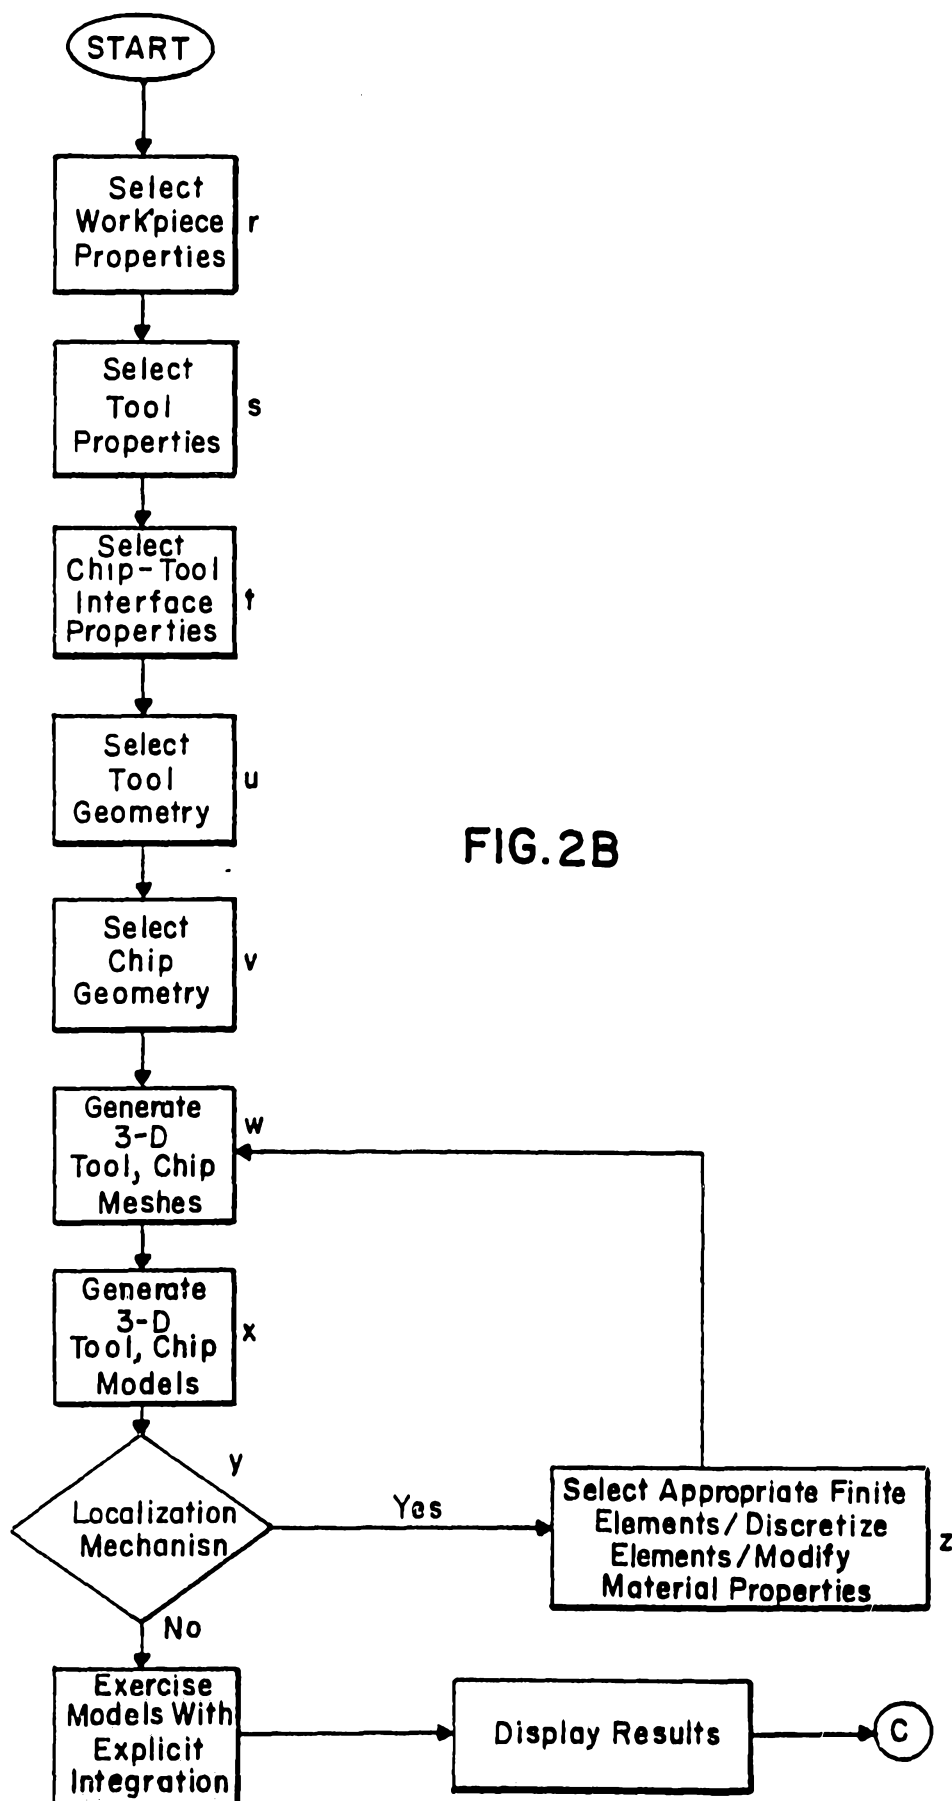 START
Select
Workpiece
Properties
r
Select
Tool
Properties
s
Select
Chip-Tool
Interface
Properties
t
Select
Tool
Geometry
u
FIG. 2B
Select
Chip
Geometry
v
Generate
3-D
Tool, Chip
Meshes
w
Generate
3-D
Tool, Chip
Models
x
y
Localization
Mechanisn
Yes
Select Appropriate Finite
Elements/Discretize
Elements/Modify
Material Properties
z
No
Exercise
Models With
Explicit
Integration
Display Results
C